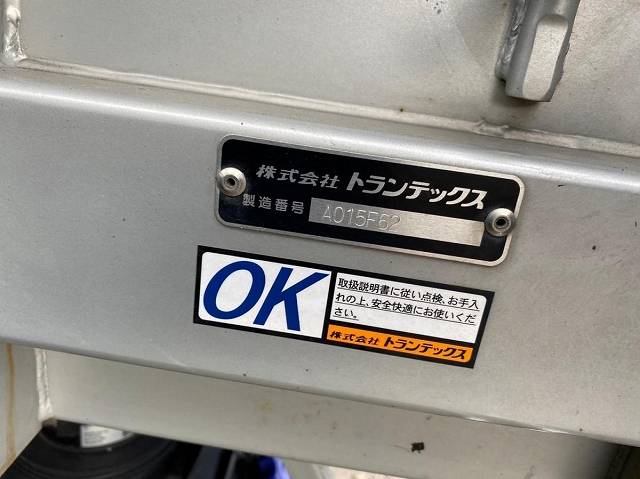 株式会社 トランテックス
製造番号 A015F62
OK
取扱説明書に従い点検、お手入
れの上、安全快適にお使いくだ
さい。
株式会社 トランテックス